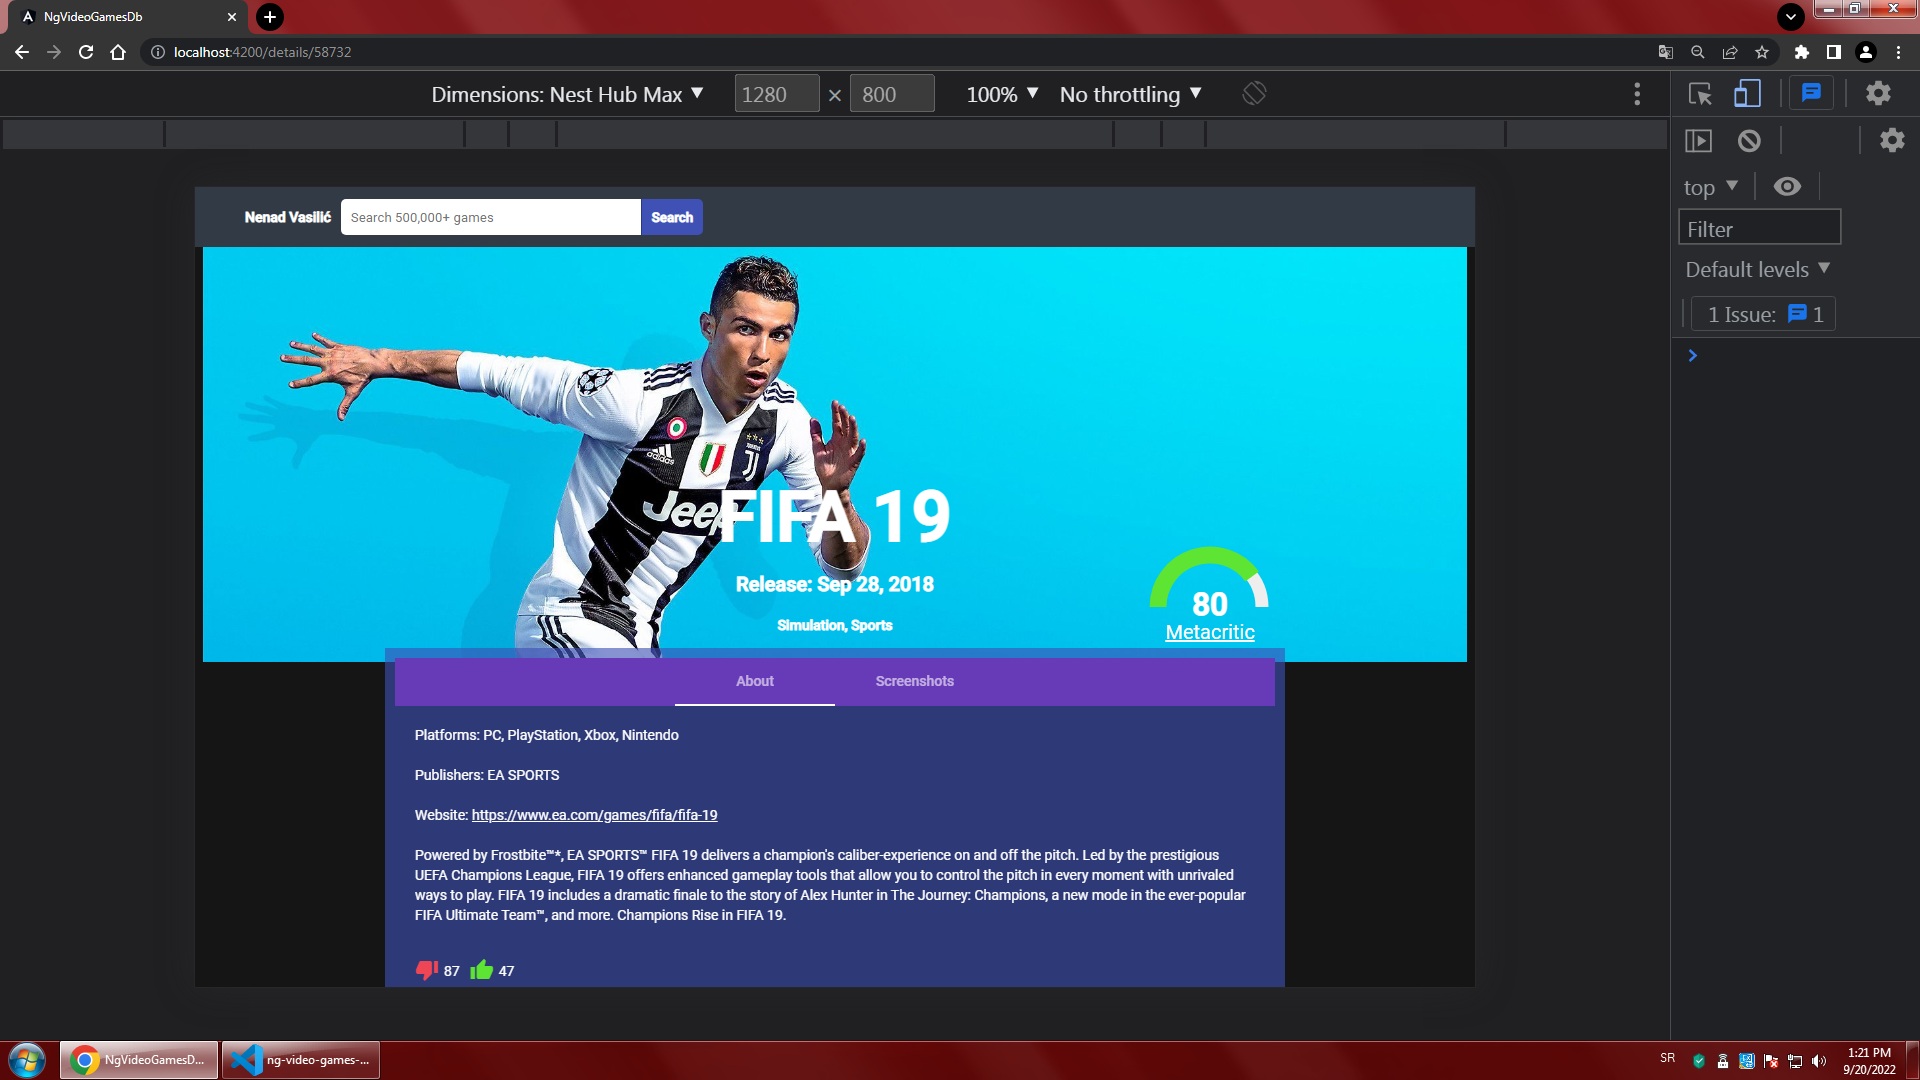 NgVideoGamesDb
localhost:4200/details/58732
Dimensions: Nest Hub Max ▼ 1280 × 800 100% ▼ No throttling ▼
top ▼
Filter
Default levels ▼
1 Issue: 1
Nenad Vasilić Search 500,000+ games Search
adidas
Jeep
FIFA 19
Release: Sep 28, 2018
Simulation, Sports
80
Metacritic
About Screenshots
Platforms: PC, PlayStation, Xbox, Nintendo
Publishers: EA SPORTS
Website: https://www.ea.com/games/fifa/fifa-19
Powered by Frostbite™*, EA SPORTS™ FIFA 19 delivers a champion's caliber-experience on and off the pitch. Led by the prestigious
UEFA Champions League, FIFA 19 offers enhanced gameplay tools that allow you to control the pitch in every moment with unrivaled
ways to play. FIFA 19 includes a dramatic finale to the story of Alex Hunter in The Journey: Champions, a new mode in the ever-popular
FIFA Ultimate Team™, and more. Champions Rise in FIFA 19.
87 47
NgVideoGamesD... ng-video-games-... SR 1:21 PM
9/20/2022